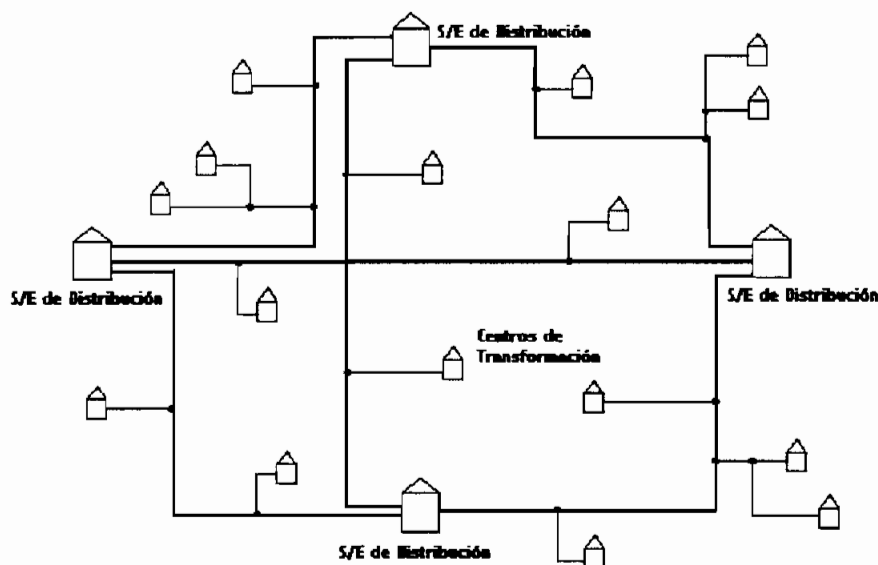 S/E de Distribución
S/E de Distribución
S/E de Distribución
Centros de
Transformación
S/E de Distribución